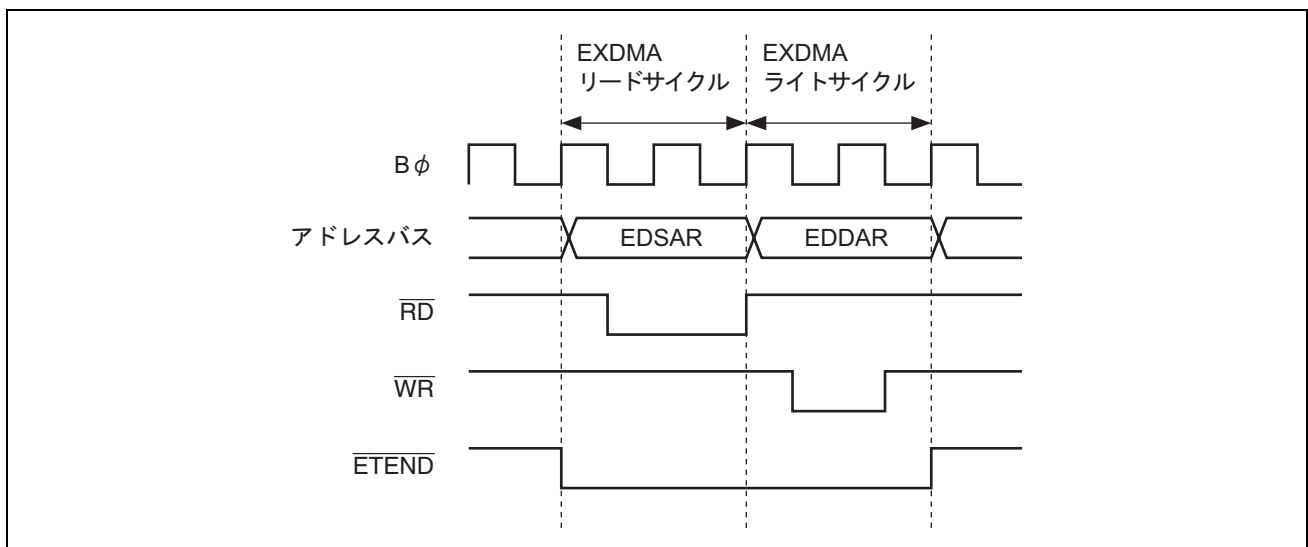 EXDMA
リードサイクル
EXDMA
ライトサイクル
Bφ
アドレスバス
EDSAR
EDDAR
RD
WR
ETEND